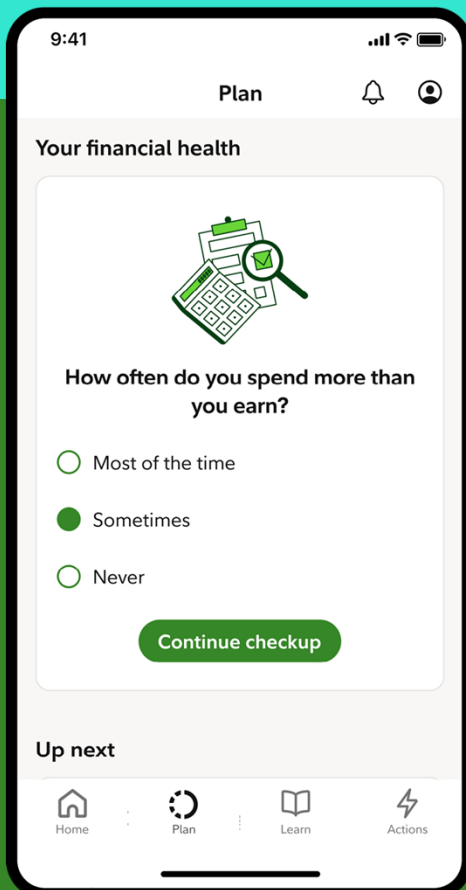 9:41
Plan
Your financial health
How often do you spend more than
you earn?
Most of the time
Sometimes
Never
Continue checkup
Up next
Home
Plan
Learn
Actions